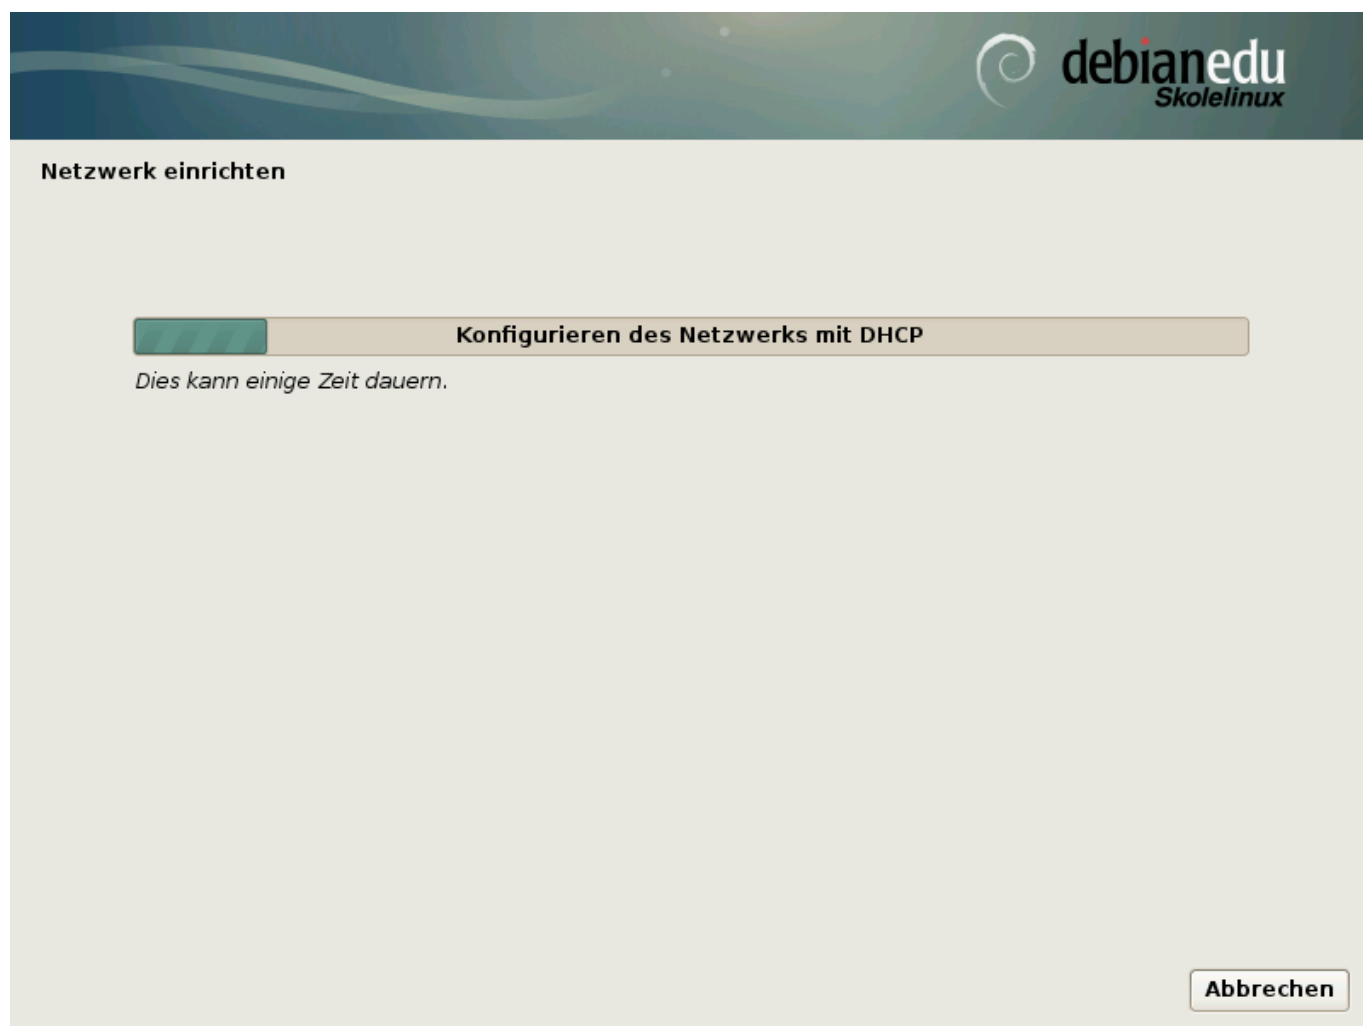 debianedu
Skolelinux
Netzwerk einrichten
Konfigurieren des Netzwerks mit DHCP
Dies kann einige Zeit dauern.
Abbrechen